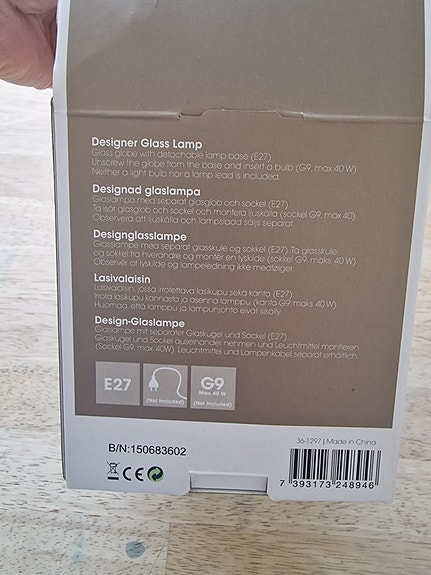 Designer Glass Lamp
Glass globe with detachable lamp base (E27)
Unscrew the globe from the base and insert a bulb (G9, max 40 W)
Neither a light bulb nor a lamp lead is included
Designad glaslampa
Glaslampa med separat glasglob och sockel (E27)
Ta isär glasglob och sockel och montera ljuskälla (sockel G9, max 40)
Observera att ljuskälla och lampsladd säljs separat
Designglasslampe
Glasslampe med separat glasskule og sokkel (E27) Ta glasskule
og sokkel fra hverandre og montér en lyskilde (sokkel G9 maks 40 W)
Observér at lyskilde og lampeledning ikke medfølger
Lasivalaisin
Lasivalaisin, jossa irrotettava lasikupu sekä kanta (E27)
Irrota lasikupu kannasta ja asenna lamppu (kanta G9 maks 40 W)
Huomaa, että lamppu ja lampunjohto eivät sisälly
Design-Glaslampe
Glaslampe mit separater Glaskugel und Sockel (E27)
Glaskugel und Sockel auseinander nehmen und Leuchtmittel montieren
(Sockel G9, max 40W). Leuchtmittel und Lampenkabel separat erhältlich.
E27
(Not included)
G9
Max 40 W
(Not included)
36-1297 | Made in China
B/N:150683602
CE
7 393173 248946